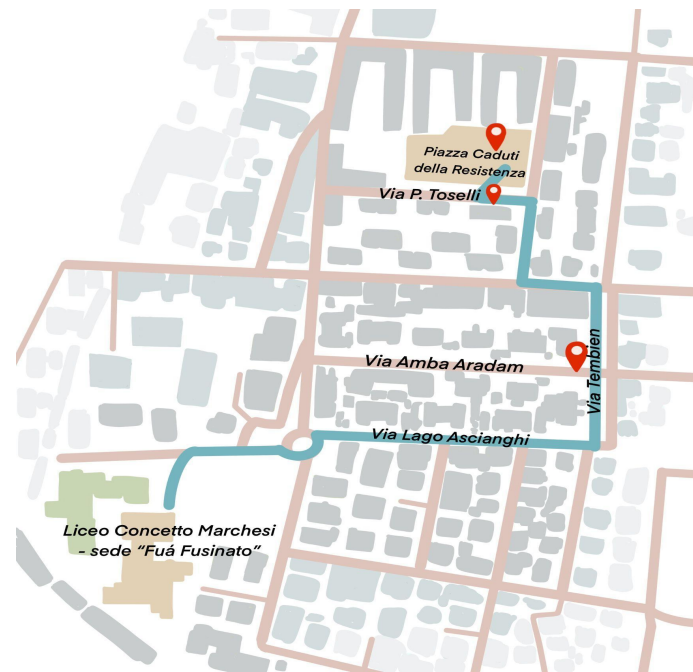 Piazza Caduti
della Resistenza
Via P. Toselli
Via Tembien
Via Amba Aradam
Via Lago Ascianghi
Liceo Concetto Marchesi
- sede “Fuá Fusinato”